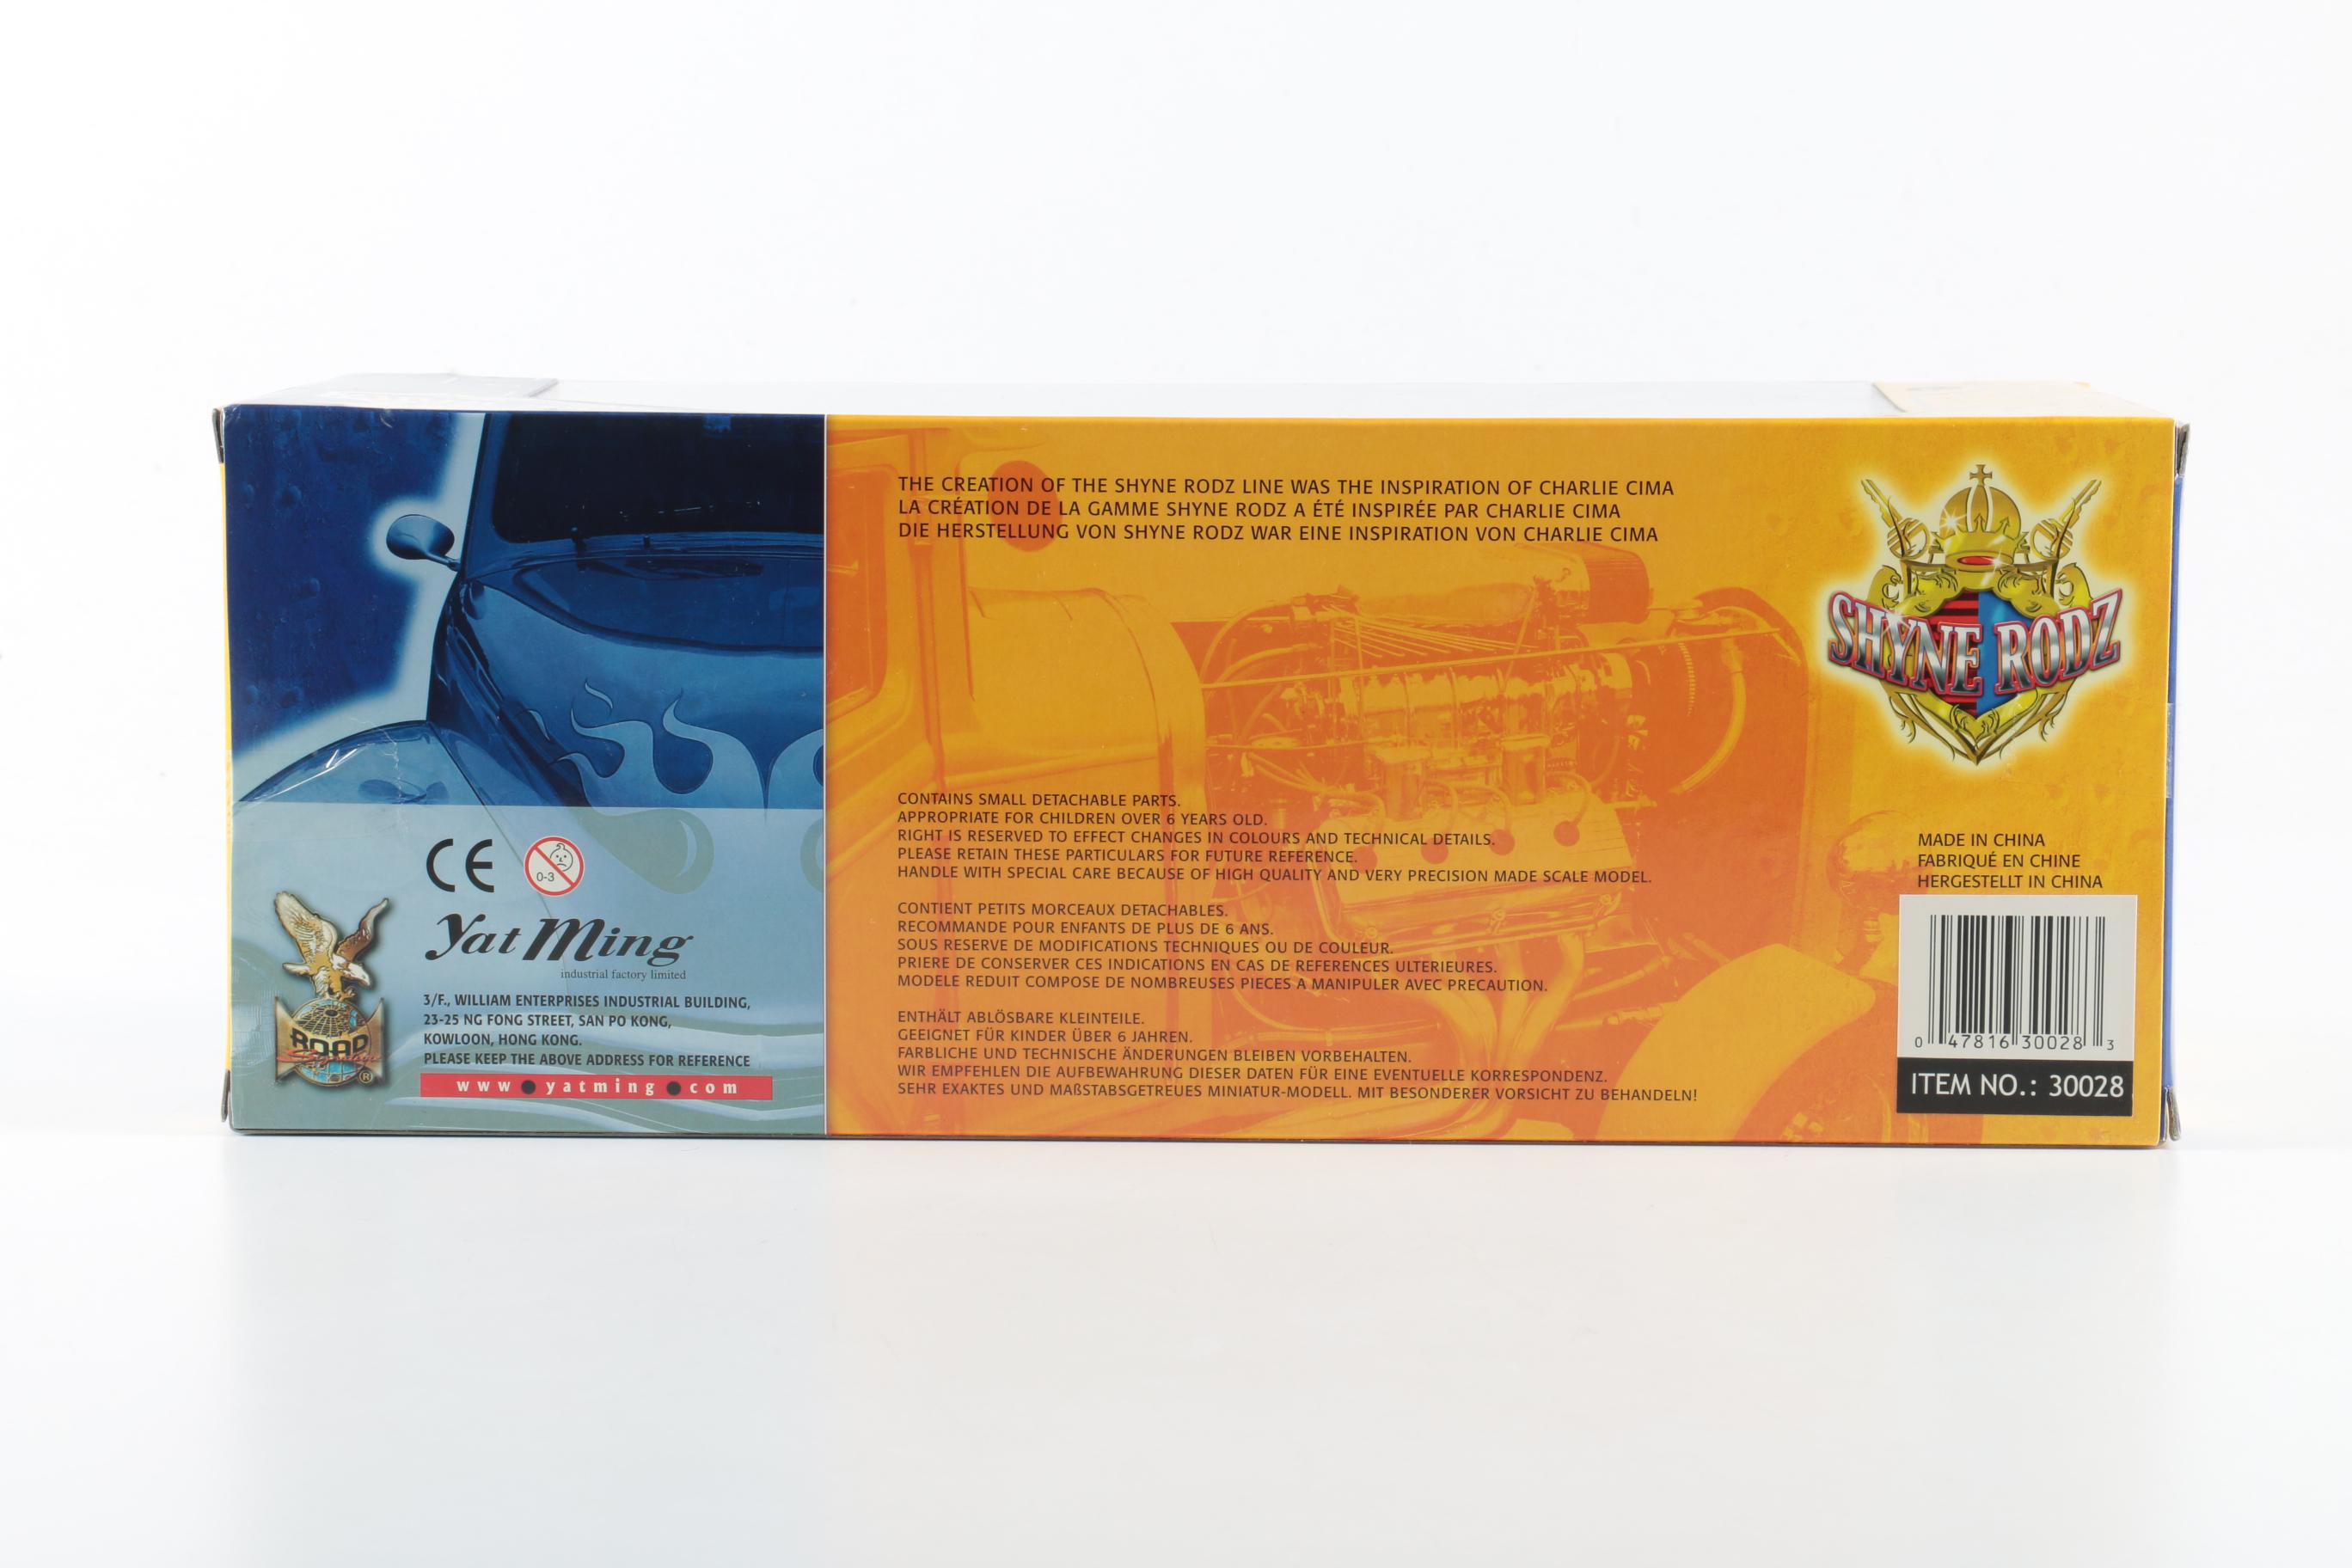 THE CREATION OF THE SHYNE RODZ LINE WAS THE INSPIRATION OF CHARLIE CIMA
LA CRÉATION DE LA GAMME SHYNE RODZ A ÉTÉ INSPIRÉE PAR CHARLIE CIMA
DIE HERSTELLUNG VON SHYNE RODZ WAR EINE INSPIRATION VON CHARLIE CIMA
SHYNE RODZ
CE
0-3
Yat Ming
industrial factory limited
3/F., WILLIAM ENTERPRISES INDUSTRIAL BUILDING,
23-25 NG FONG STREET, SAN PO KONG,
KOWLOON, HONG KONG.
PLEASE KEEP THE ABOVE ADDRESS FOR REFERENCE
www●yatming●com
ROAD
Signature
®
CONTAINS SMALL DETACHABLE PARTS.
APPROPRIATE FOR CHILDREN OVER 6 YEARS OLD.
RIGHT IS RESERVED TO EFFECT CHANGES IN COLOURS AND TECHNICAL DETAILS.
PLEASE RETAIN THESE PARTICULARS FOR FUTURE REFERENCE.
HANDLE WITH SPECIAL CARE BECAUSE OF HIGH QUALITY AND VERY PRECISION MADE SCALE MODEL.
CONTIENT PETITS MORCEAUX DETACHABLES.
RECOMMANDE POUR ENFANTS DE PLUS DE 6 ANS.
SOUS RESERVE DE MODIFICATIONS TECHNIQUES OU DE COULEUR.
PRIERE DE CONSERVER CES INDICATIONS EN CAS DE REFERENCES ULTERIEURES.
MODELE REDUIT COMPOSE DE NOMBREUSES PIECES A MANIPULER AVEC PRECAUTION.
ENTHÄLT ABLÖSBARE KLEINTEILE.
GEEIGNET FÜR KINDER ÜBER 6 JAHREN.
FARBLICHE UND TECHNISCHE ÄNDERUNGEN BLEIBEN VORBEHALTEN.
WIR EMPFEHLEN DIE AUFBEWAHRUNG DIESER DATEN FÜR EINE EVENTUELLE KORRESPONDENZ.
SEHR EXAKTES UND MAßSTABSGETREUES MINIATUR-MODELL. MIT BESONDERER VORSICHT ZU BEHANDELN!
MADE IN CHINA
FABRIQUÉ EN CHINE
HERGESTELLT IN CHINA
0 47816 30028 3
ITEM NO.: 30028